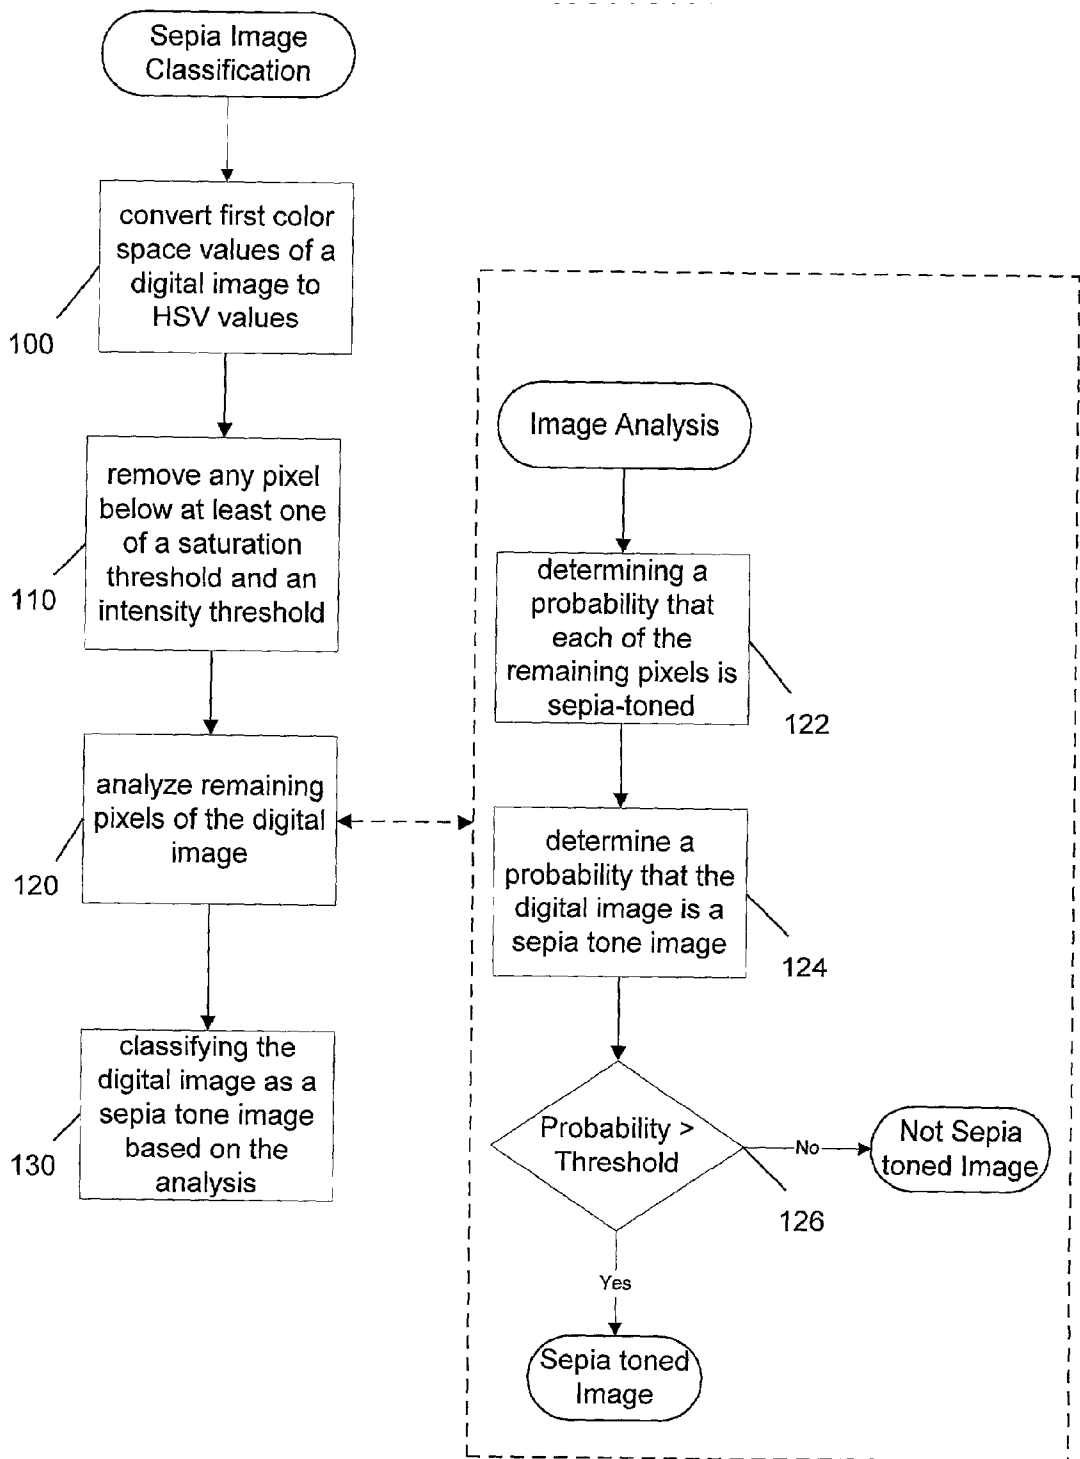 Sepia Image
Classification
convert first color
space values of a
digital image to
HSV values
100
remove any pixel
below at least one
of a saturation
threshold and an
intensity threshold
110
analyze remaining
pixels of the digital
image
120
classifying the
digital image as a
sepia tone image
based on the
analysis
130
Image Analysis
determining a
probability that
each of the
remaining pixels is
sepia-toned
122
determine a
probability that the
digital image is a
sepia tone image
124
Probability >
Threshold
126
No
Not Sepia
toned Image
Yes
Sepia toned
Image